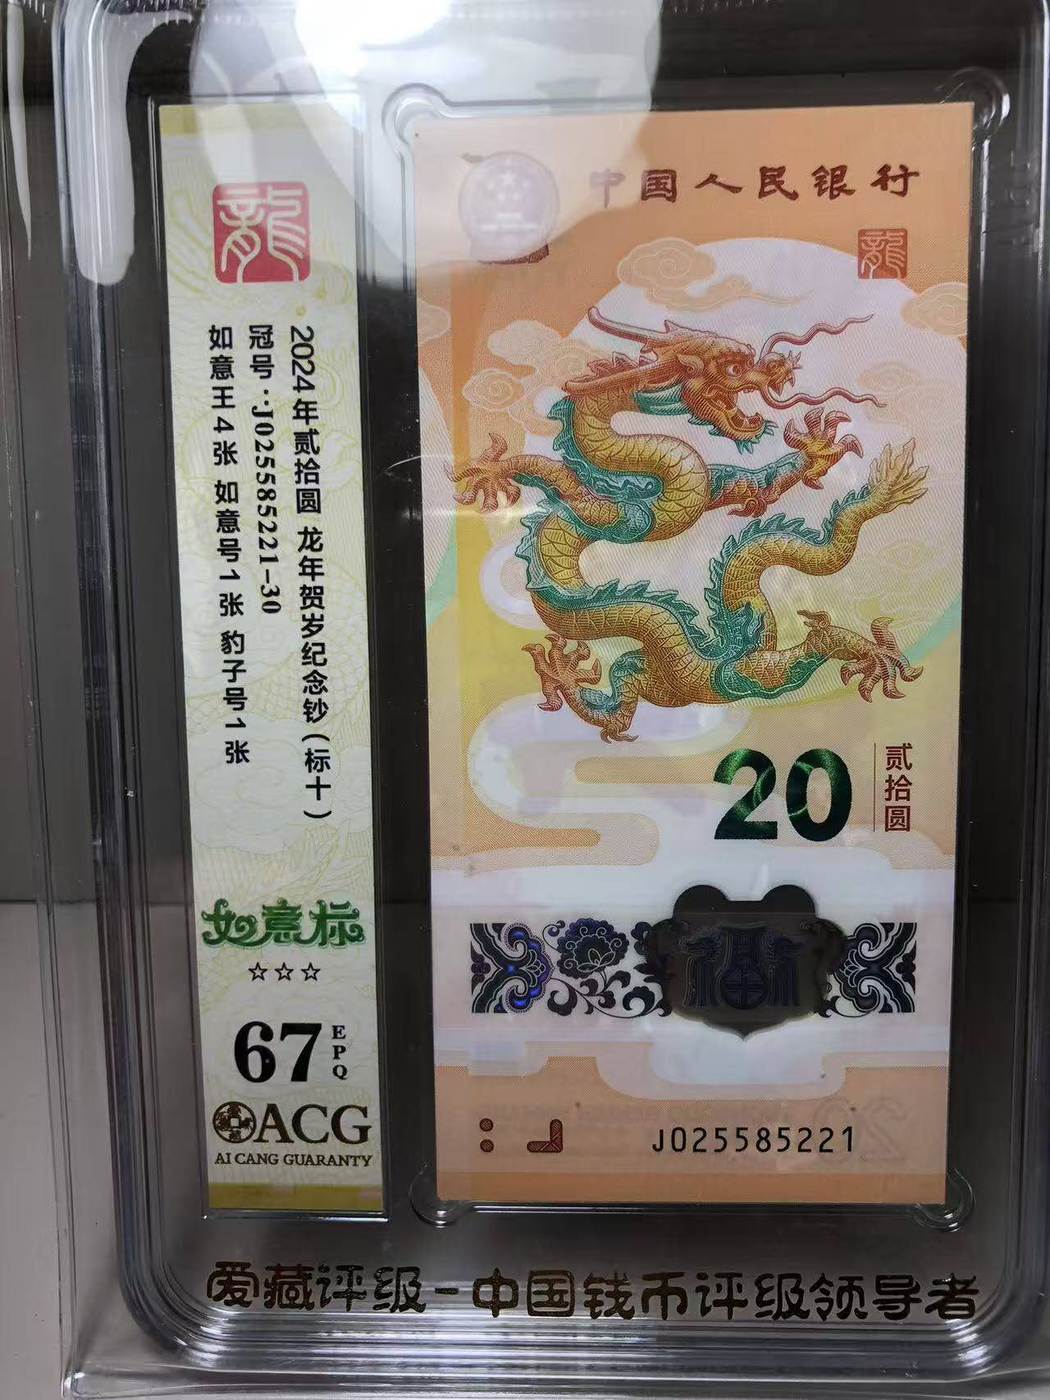 龍
2024年贰拾圆 龙年贺岁纪念钞(标十)
冠号:J025585221-30
如意王4张 如意号1张 豹子号1张
如意标
☆☆☆
67 EPQ
ACG
AI CANG GUARANTY
中国人民银行
龍
20
贰拾圆
福
J025585221
爱藏评级-中国钱币评级领导者